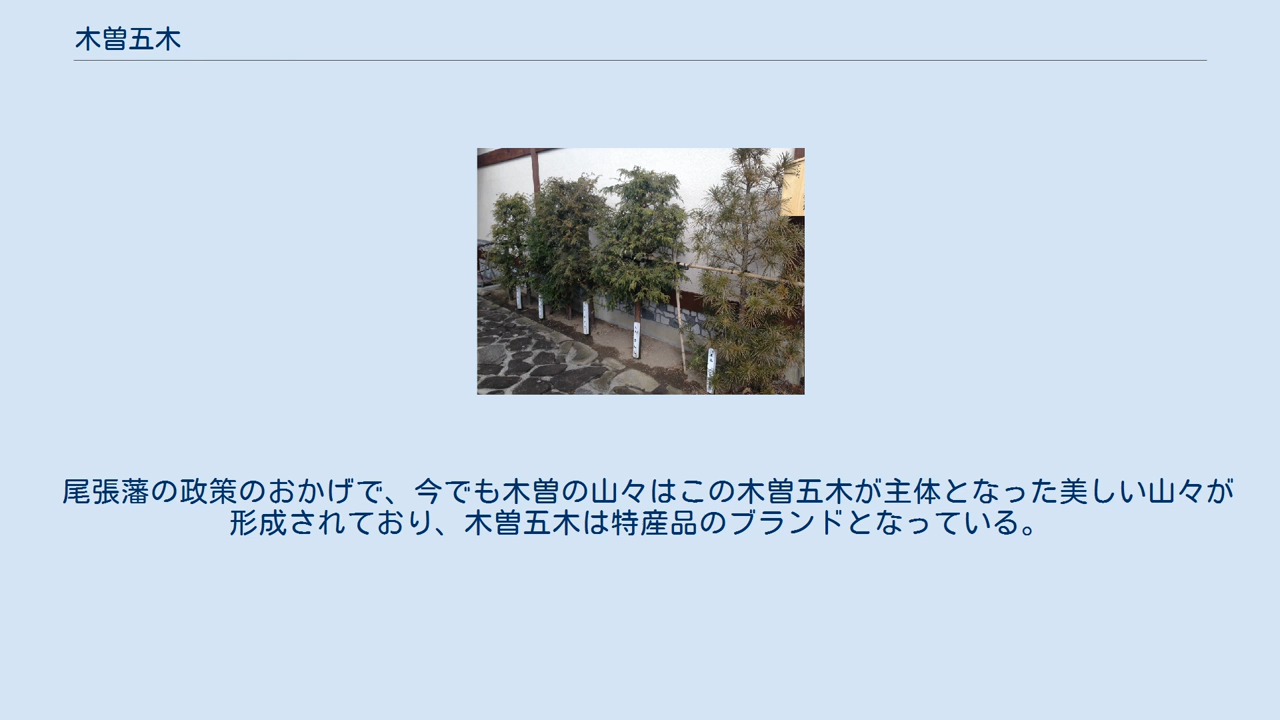 木曽五木
尾張藩の政策のおかげで、今でも木曽の山々はこの木曽五木が主体となった美しい山々が
形成されており、木曽五木は特産品のブランドとなっている。